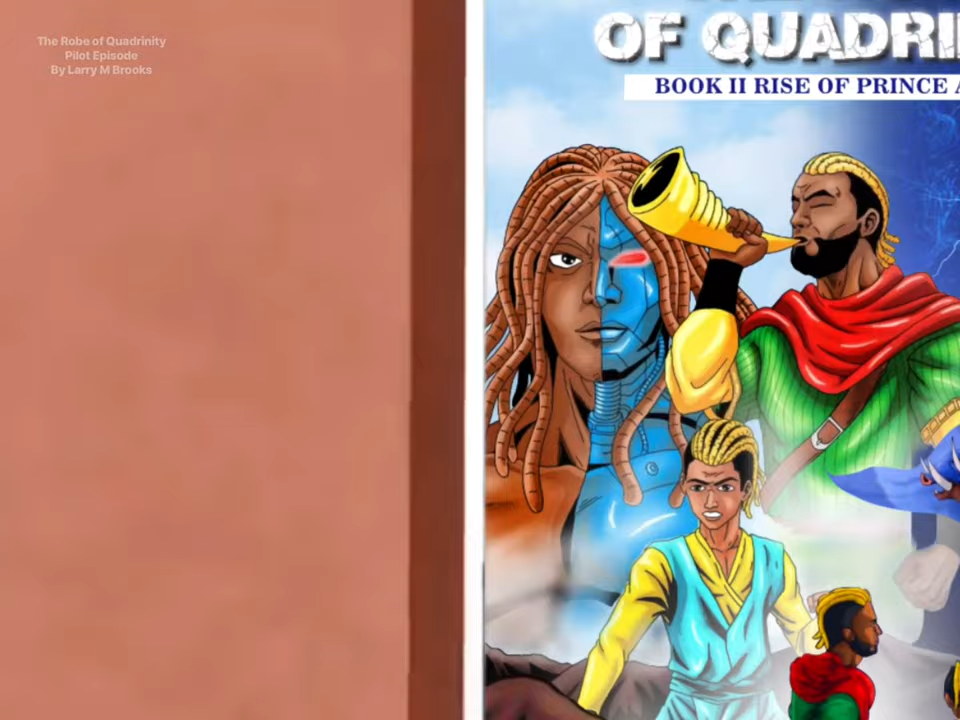 The Robe of Quadrinity
Pilot Episode
By Larry M Brooks
OF QUADRI
BOOK II RISE OF PRINCE A